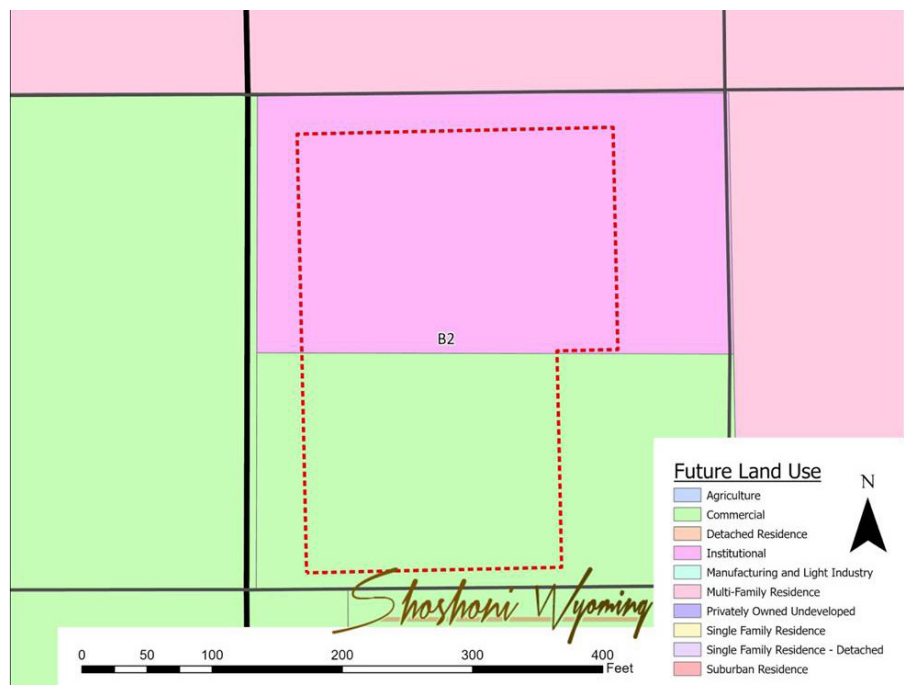 B2
Future Land Use
N
Agriculture
Commercial
Detached Residence
Institutional
Manufacturing and Light Industry
Multi-Family Residence
Privately Owned Undeveloped
Single Family Residence
Single Family Residence - Detached
Suburban Residence
Shoshoni Wyoming
0 50 100 200 300 400
Feet